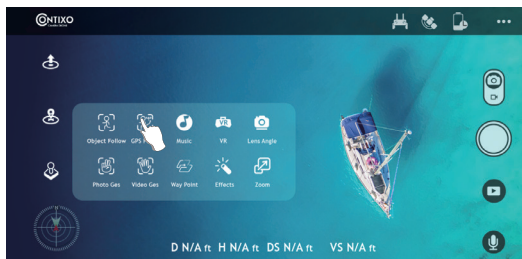 CONTIXO
Object Follow GPS Music VR Lens Angle
VR
Photo Ges Video Ges Way Point Effects Zoom
D N/A ft H N/A ft DS N/A ft VS N/A ft